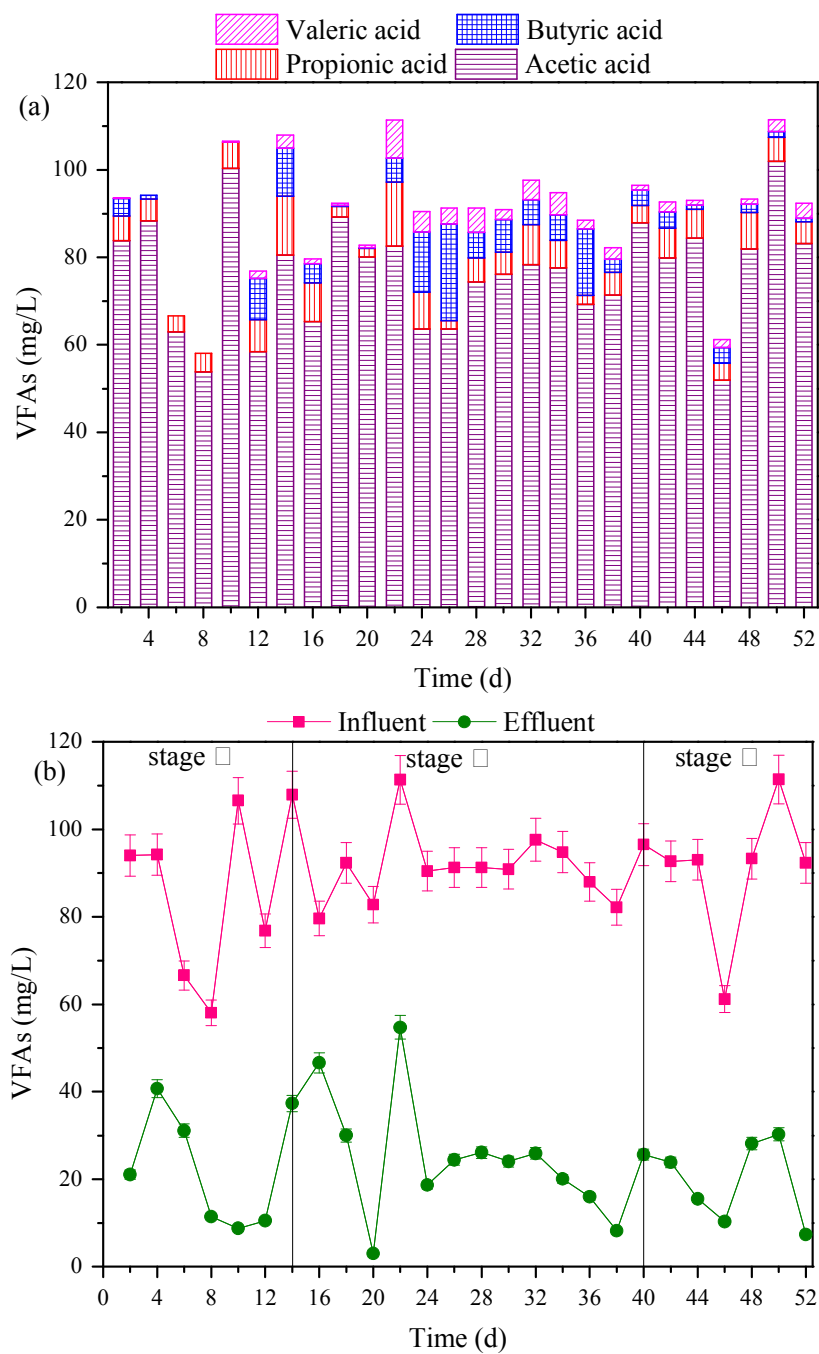 Valeric acid Butyric acid
Propionic acid Acetic acid
(a)
120
100
80
60
40
20
0
VFAs (mg/L)
4 8 12 16 20 24 28 32 36 40 44 48 52
Time (d)
Influent Effluent
(b)
stage □ stage □ stage □
120
100
80
60
40
20
0
VFAs (mg/L)
0 4 8 12 16 20 24 28 32 36 40 44 48 52
Time (d)